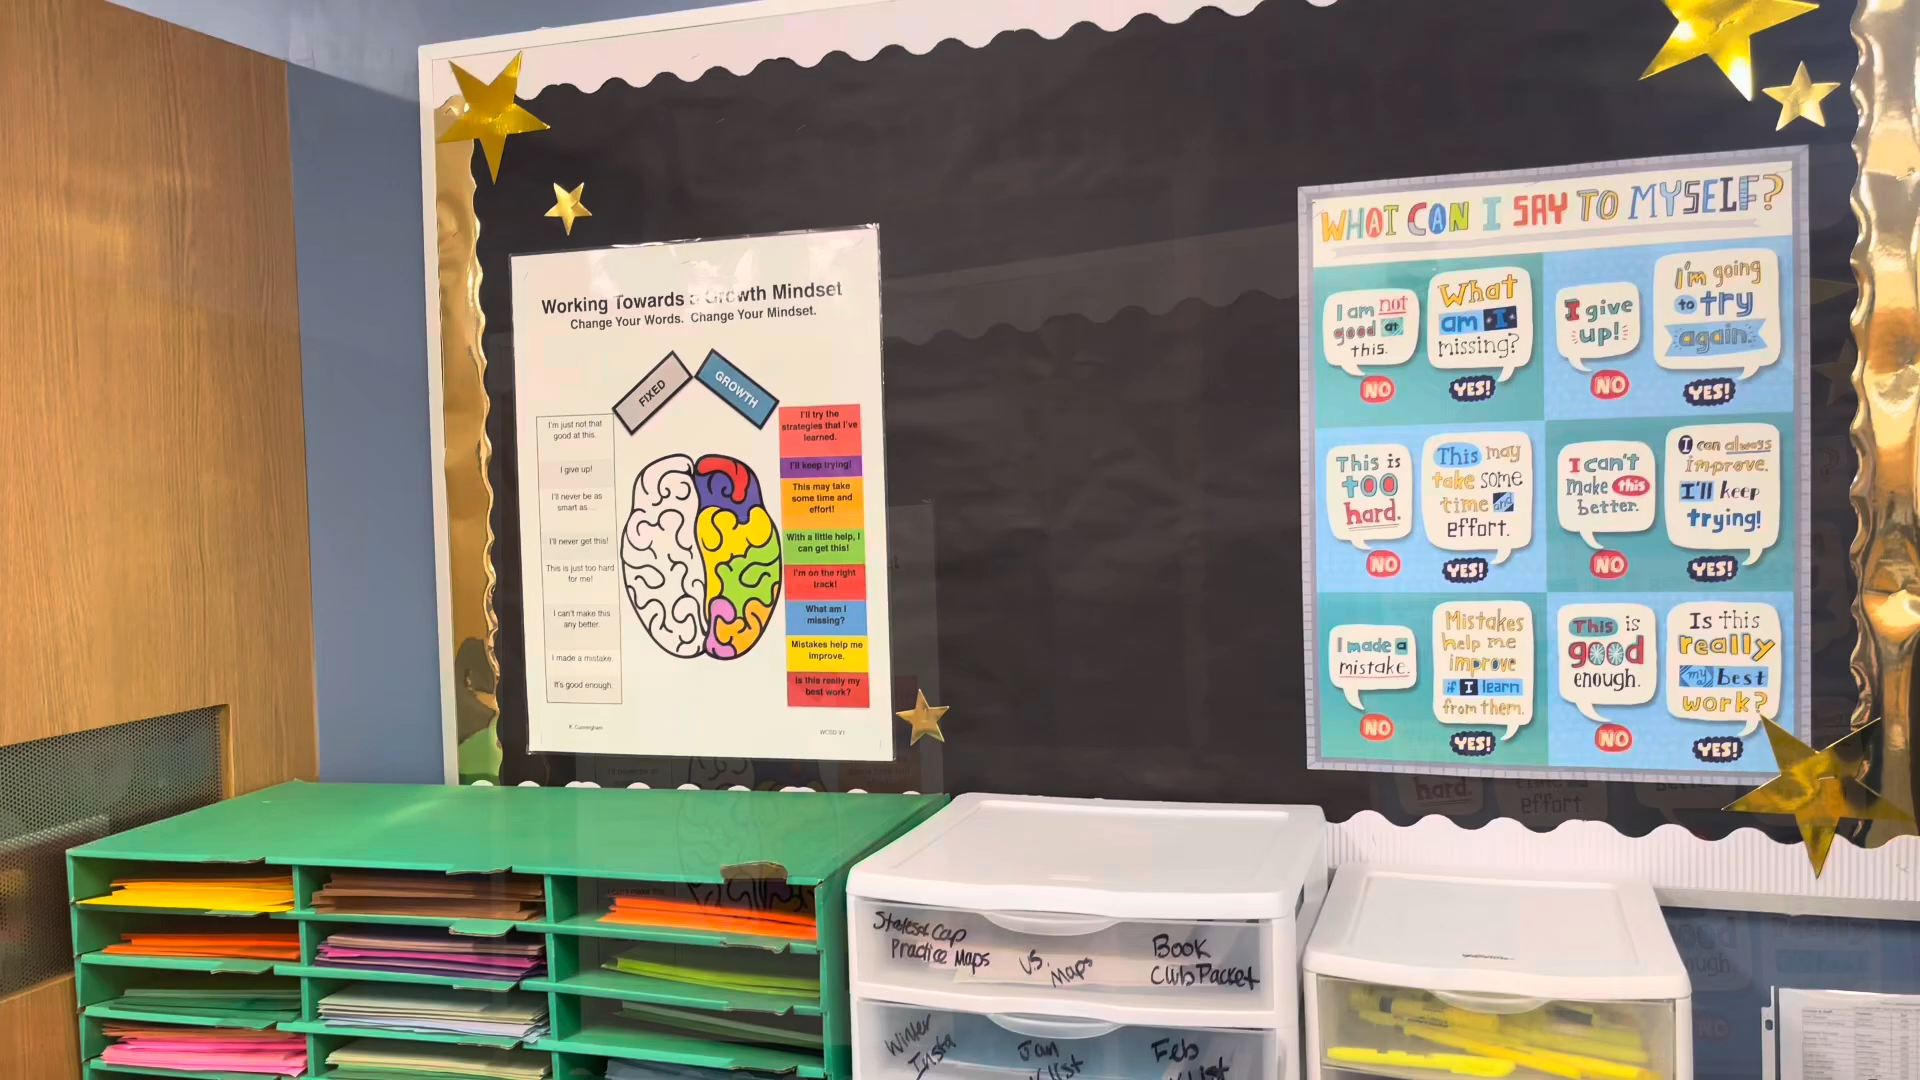 Working Towards a Growth Mindset
Change Your Words. Change Your Mindset.
FIXED
GROWTH
I'm just not that
good at this.
I give up!
I'll never be as
smart as....
I'll never get this!
This is just too hard
for me!
I can't make this
any better.
I made a mistake.
It's good enough.
I'll try the
strategies that I've
learned.
I'll keep trying!
This may take
some time and
effort!
With a little help, I
can get this!
I'm on the right
track!
What am I
missing?
Mistakes help me
improve.
Is this really my
best work?
K. Cunningham
WCSD V1
WHAT CAN I SAY TO MYSELF?
I am not
good at
this.
NO
What
am I
missing?
YES!
I give
up!
NO
I'm going
to try
again.
YES!
This is
too
hard.
NO
This may
take some
time and
effort.
YES!
I can't
make this
better.
NO
I can always
improve.
I'll keep
trying!
YES!
I made a
mistake.
NO
Mistakes
help me
improve
if I learn
from them.
YES!
This is
good
enough.
NO
Is this
really
my best
work?
YES!
Practice Maps
US.
Maps
Book
Club Packet
Winter
Jan
Feb